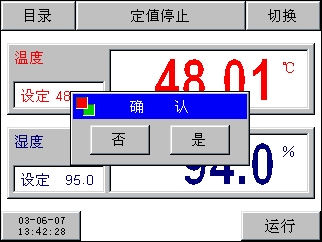 目录 定值停止 切换
温度
48.01 ℃
设定 48
确 认
否 是
湿度
94.0 %
设定 95.0
03-06-07
13:42:28
运行